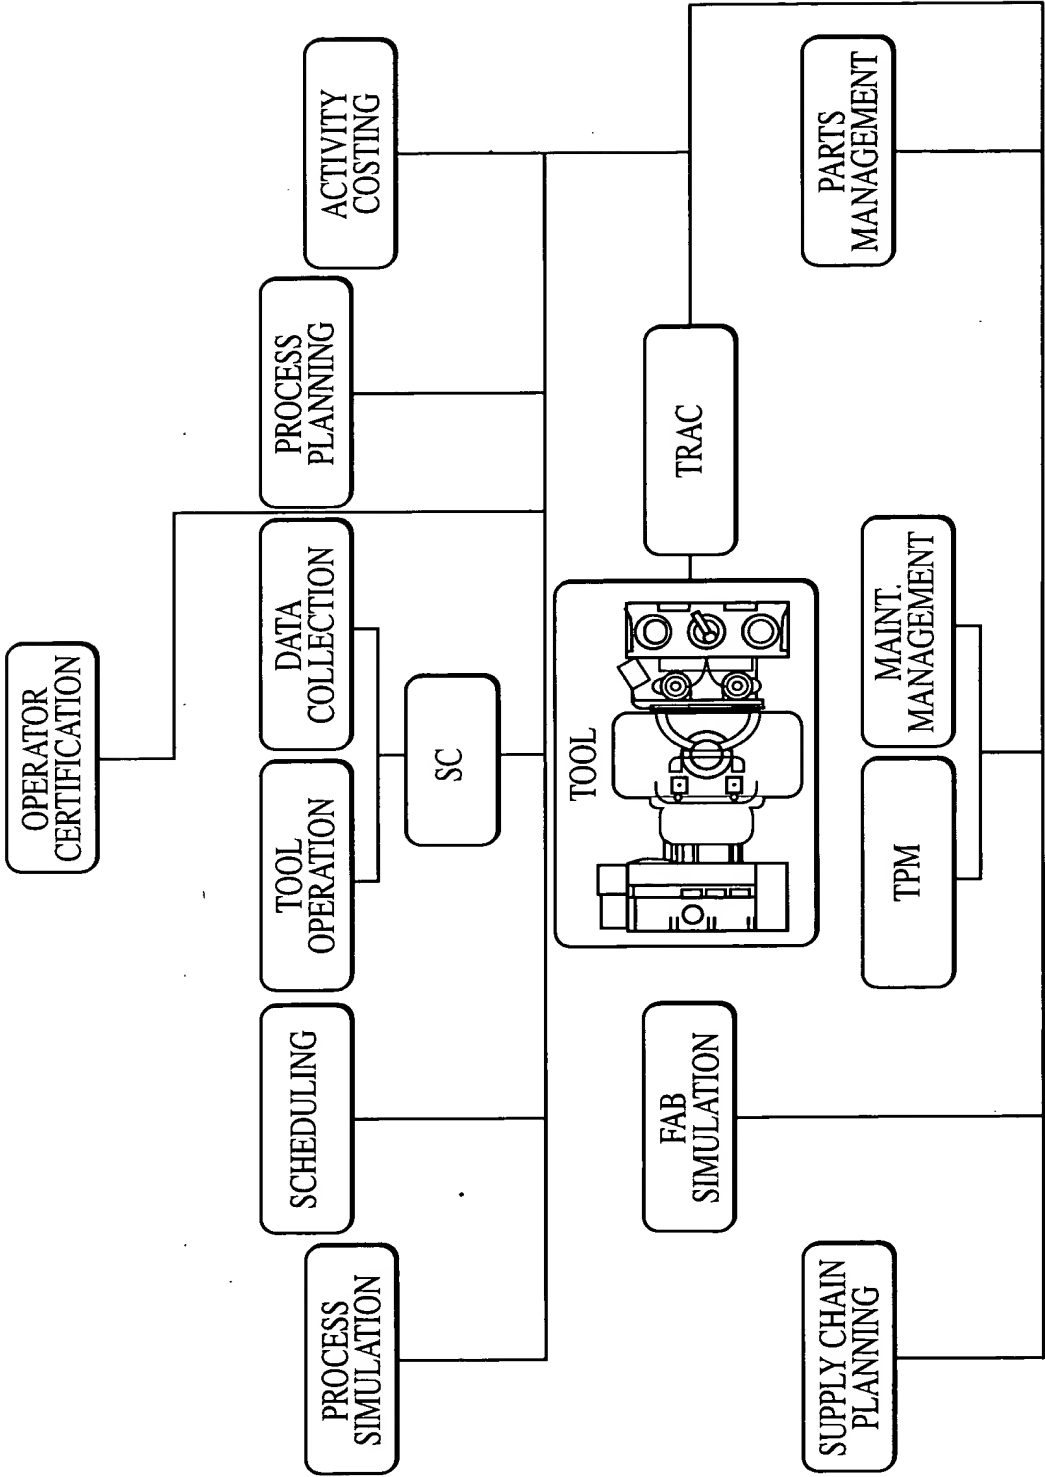 OPERATOR
CERTIFICATION
PROCESS
SIMULATION
SCHEDULING
TOOL
OPERATION
DATA
COLLECTION
PROCESS
PLANNING
ACTIVITY
COSTING
SC
TOOL
TRAC
FAB
SIMULATION
SUPPLY CHAIN
PLANNING
TPM
MAINT.
MANAGEMENT
PARTS
MANAGEMENT